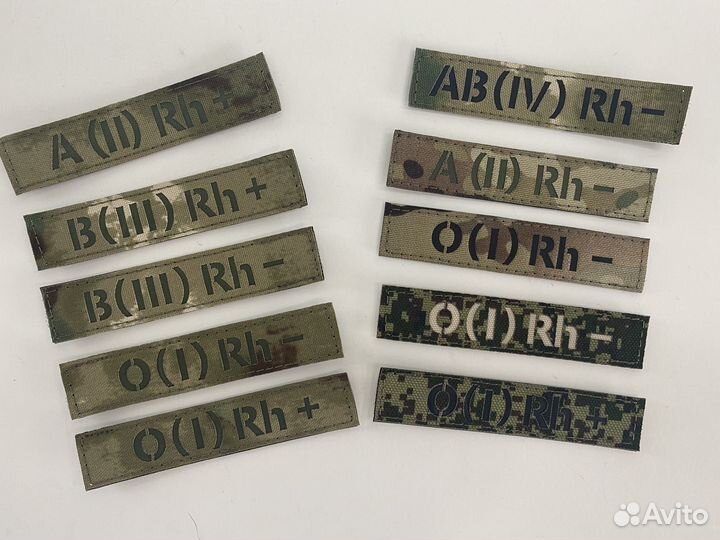 A (II) Rh +
B (III) Rh +
B (III) Rh -
O (I) Rh -
O (I) Rh +
AB (IV) Rh -
A (II) Rh -
O (I) Rh -
O (I) Rh -
O (I) Rh +
Avito